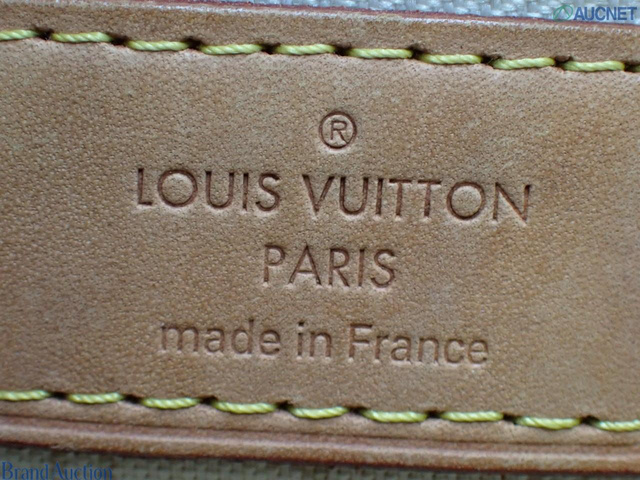 AUCNET
®
LOUIS VUITTON
PARIS
made in France
Brand Auction